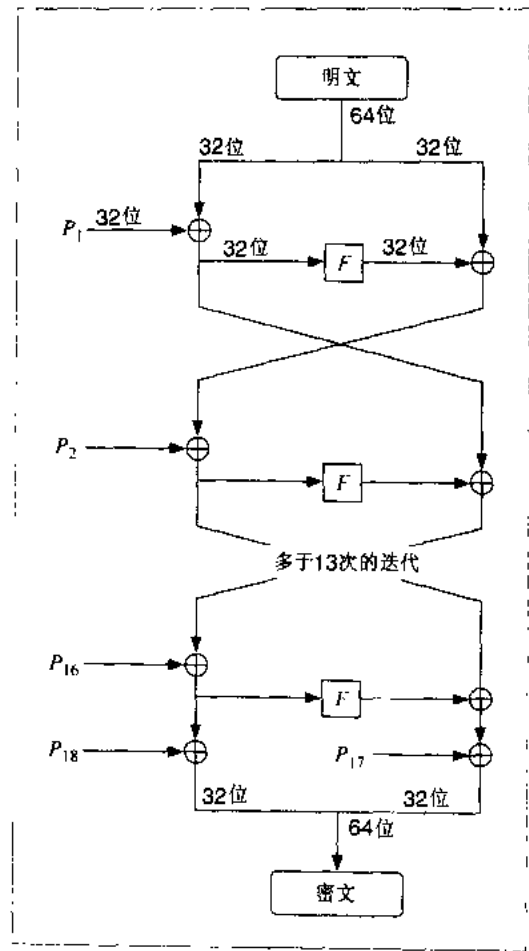 明文
64位
32位 32位
P1 32位
32位 F 32位
P2
F
多于13次的迭代
P16
F
P18 P17
32位 32位
64位
密文